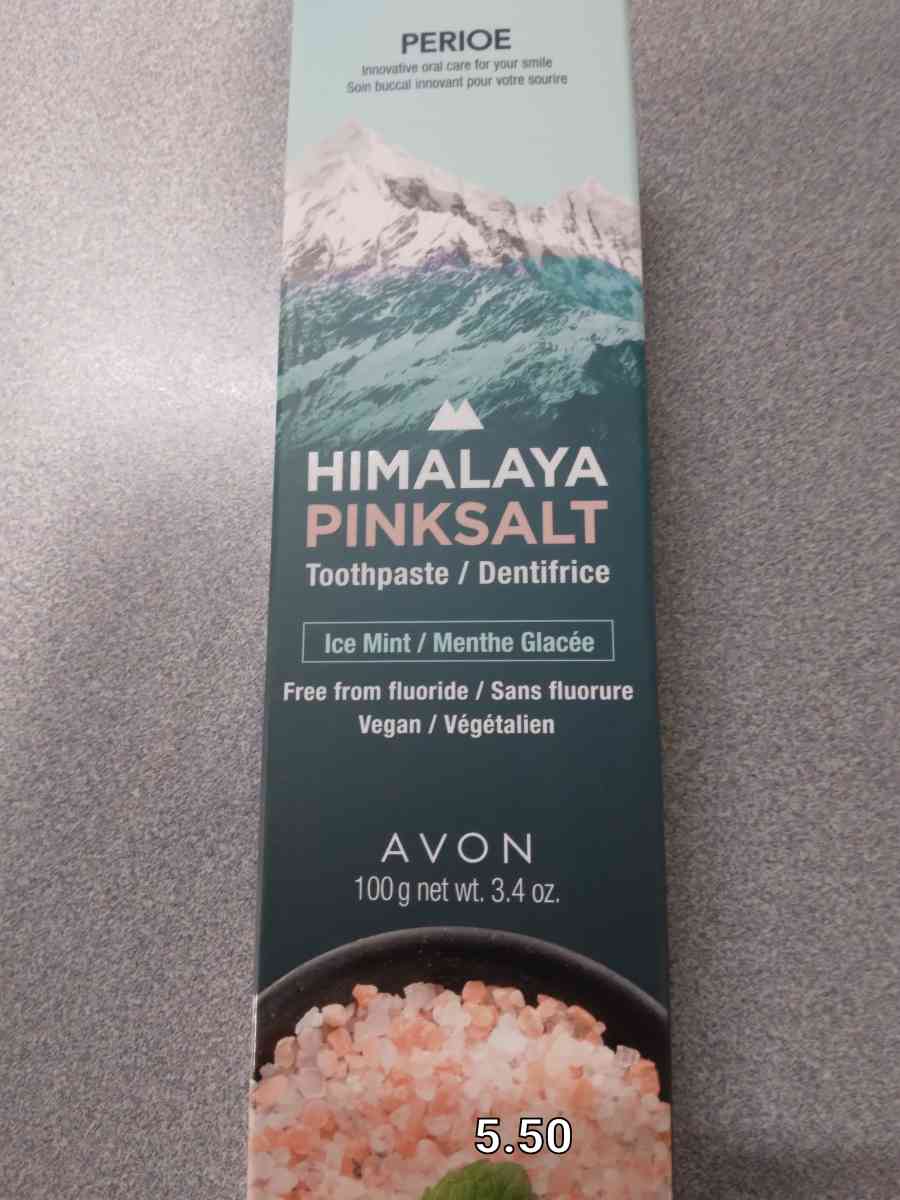 PERIOE
Innovative oral care for your smile
Soin buccal innovant pour votre sourire
HIMALAYA
PINKSALT
Toothpaste / Dentifrice
Ice Mint / Menthe Glacée
Free from fluoride / Sans fluorure
Vegan / Végétalien
AVON
100 g net wt. 3.4 oz.
5.50